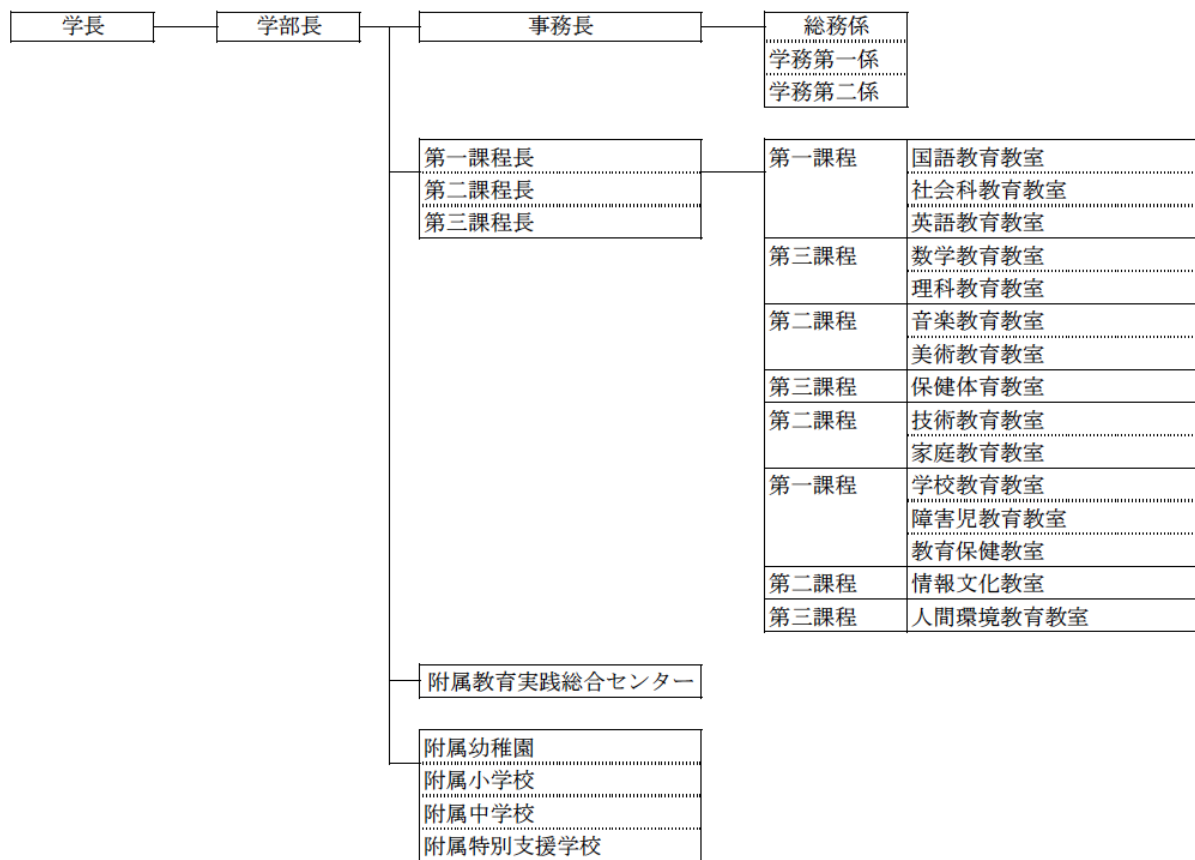 学長 学部長 事務長 総務係
学務第一係
学務第二係
第一課程長 第一課程 国語教育教室
第二課程長 社会科教育教室
第三課程長 英語教育教室
第三課程 数学教育教室
理科教育教室
第二課程 音楽教育教室
美術教育教室
第三課程 保健体育教室
第二課程 技術教育教室
家庭教育教室
第一課程 学校教育教室
障害児教育教室
教育保健教室
第二課程 情報文化教室
第三課程 人間環境教育教室
附属教育実践総合センター
附属幼稚園
附属小学校
附属中学校
附属特別支援学校